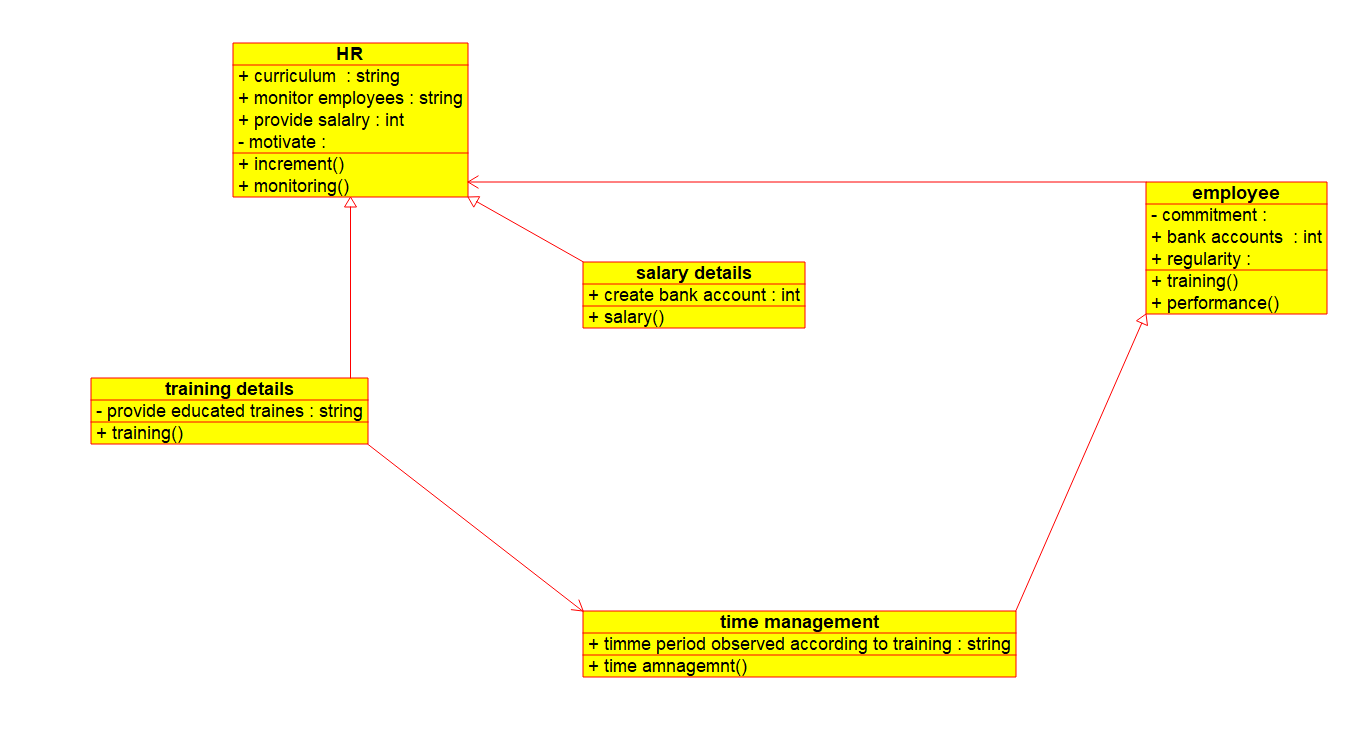 HR
+ curriculum  : string
+ monitor employees : string
+ provide salalry : int
- motivate :
+ increment()
+ monitoring()
employee
- commitment :
+ bank accounts  : int
+ regularity :
+ training()
+ performance()
salary details
+ create bank account : int
+ salary()
training details
- provide educated traines : string
+ training()
time management
+ timme period observed according to training : string
+ time amnagemnt()